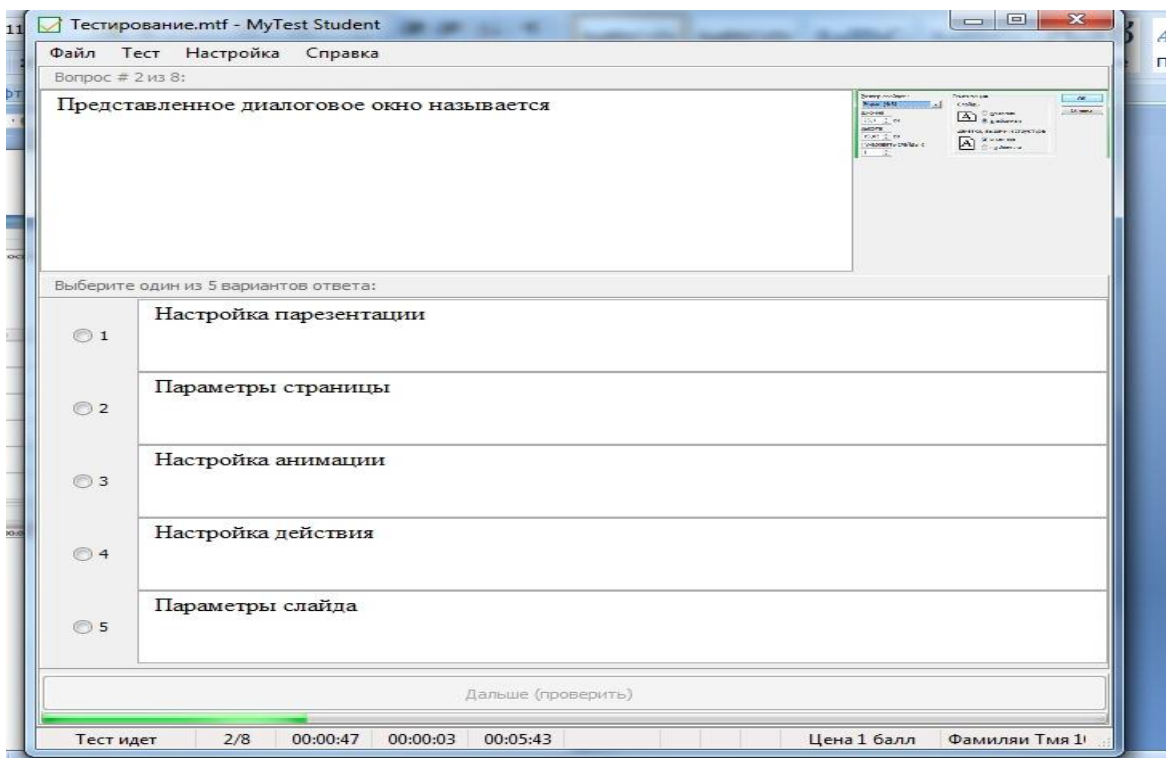 Тестирование.mtf - MyTest Student
Файл Тест Настройка Справка
Вопрос # 2 из 8:
Представленное диалоговое окно называется
Выберите один из 5 вариантов ответа:
1 Настройка парезентации
2 Параметры страницы
3 Настройка анимации
4 Настройка действия
5 Параметры слайда
Дальше (проверить)
Тест идет 2/8 00:00:47 00:00:03 00:05:43 Цена 1 балл Фамиляи Тмя